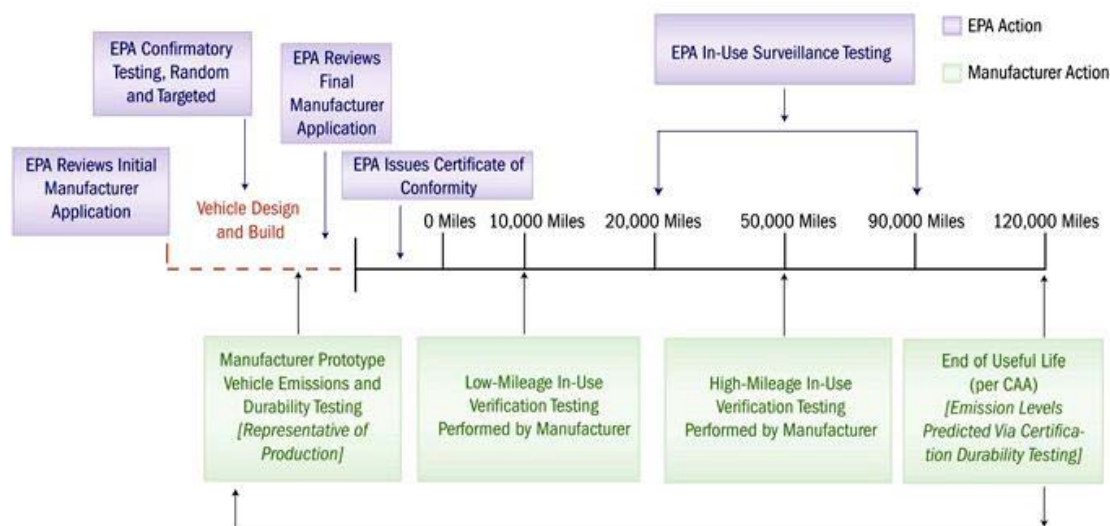 EPA Confirmatory
Testing, Random
and Targeted
EPA Reviews
Final
Manufacturer
Application
EPA In-Use Surveillance Testing
EPA Action
Manufacturer Action
EPA Reviews Initial
Manufacturer
Application
EPA Issues Certificate of
Conformity
Vehicle Design
and Build
0 Miles
10,000 Miles
20,000 Miles
50,000 Miles
90,000 Miles
120,000 Miles
Manufacturer Prototype
Vehicle Emissions and
Durability Testing
[Representative of
Production]
Low-Mileage In-Use
Verification Testing
Performed by Manufacturer
High-Mileage In-Use
Verification Testing
Performed by Manufacturer
End of Useful Life
(per CAA)
[Emission Levels
Predicted Via Certifica-
tion Durability Testing]